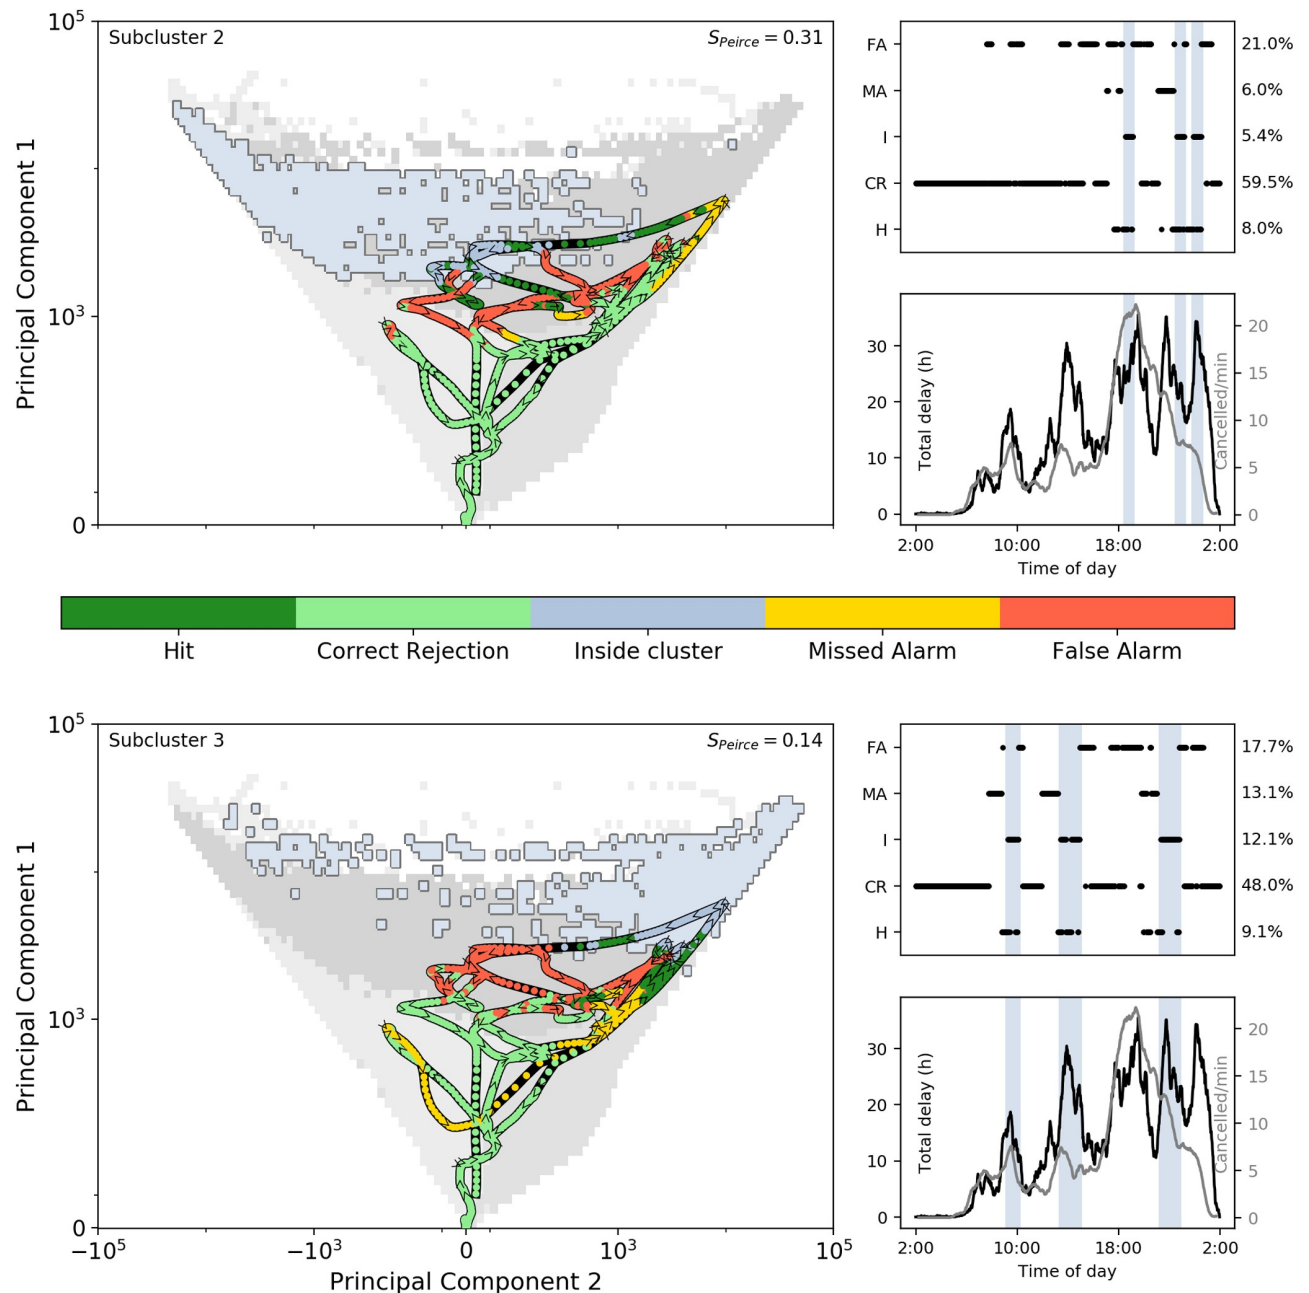 10^5
Subcluster 2
S_Peirce = 0.31
Principal Component 1
10^3
0
FA
MA
I
CR
H
21.0%
6.0%
5.4%
59.5%
8.0%
Total delay (h)
30
20
10
0
Cancelled/min
20
15
10
5
0
2:00 10:00 18:00 2:00
Time of day
Hit Correct Rejection Inside cluster Missed Alarm False Alarm
10^5
Subcluster 3
S_Peirce = 0.14
Principal Component 1
10^3
0
−10^5 −10^3 0 10^3 10^5
Principal Component 2
FA
MA
I
CR
H
17.7%
13.1%
12.1%
48.0%
9.1%
Total delay (h)
30
20
10
0
Cancelled/min
20
15
10
5
0
2:00 10:00 18:00 2:00
Time of day